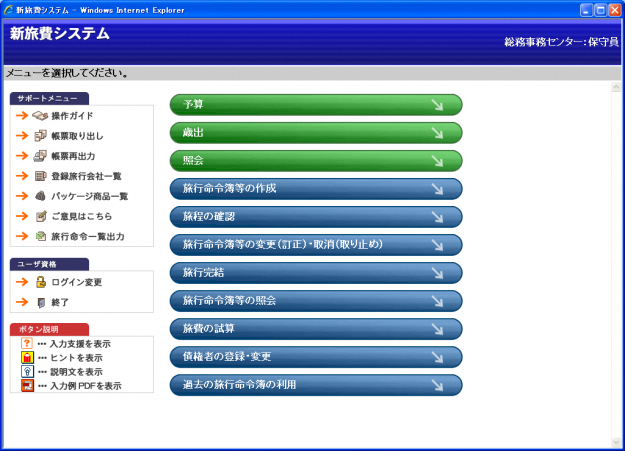 新旅費システム - Windows Internet Explorer
新旅費システム
総務事務センター：保守員
メニューを選択してください。
サポートメニュー
操作ガイド
帳票取り出し
帳票再出力
登録旅行会社一覧
パッケージ商品一覧
ご意見はこちら
旅行命令一覧出力
ユーザ資格
ログイン変更
終了
ボタン説明
? … 入力支援を表示
… ヒントを表示
… 説明文を表示
… 入力例PDFを表示
予算
歳出
照会
旅行命令簿等の作成
旅程の確認
旅行命令簿等の変更(訂正)・取消(取り止め)
旅行完結
旅行命令簿等の照会
旅費の試算
債権者の登録・変更
過去の旅行命令簿の利用